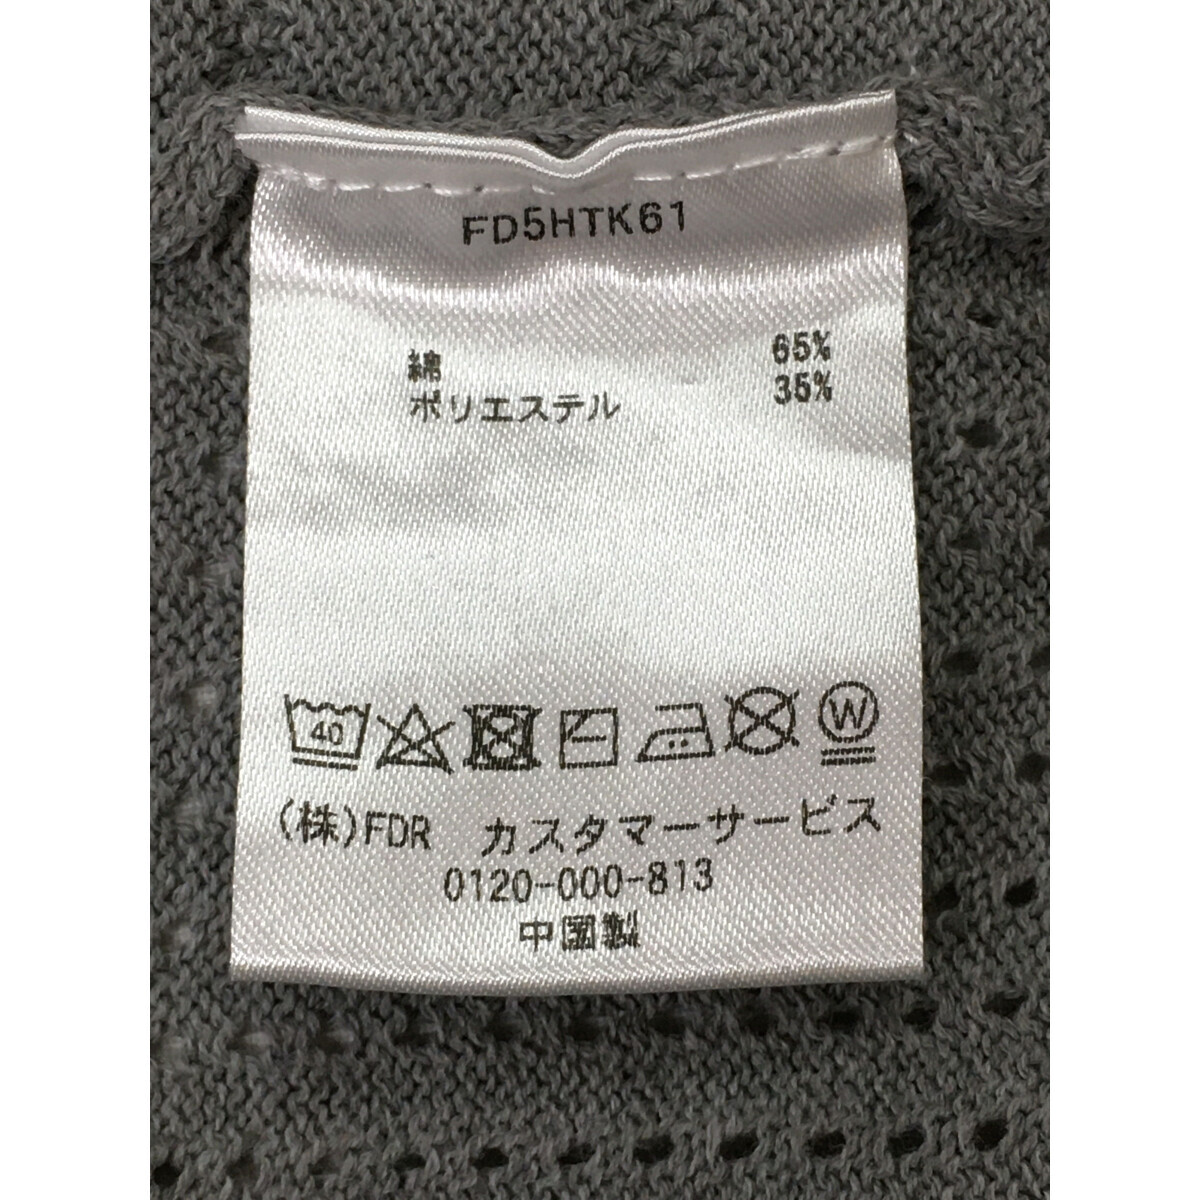 FD5HTK61
綿 65%
ポリエステル 35%
40 W
(株)FDR カスタマーサービス
0120-000-813
中国製